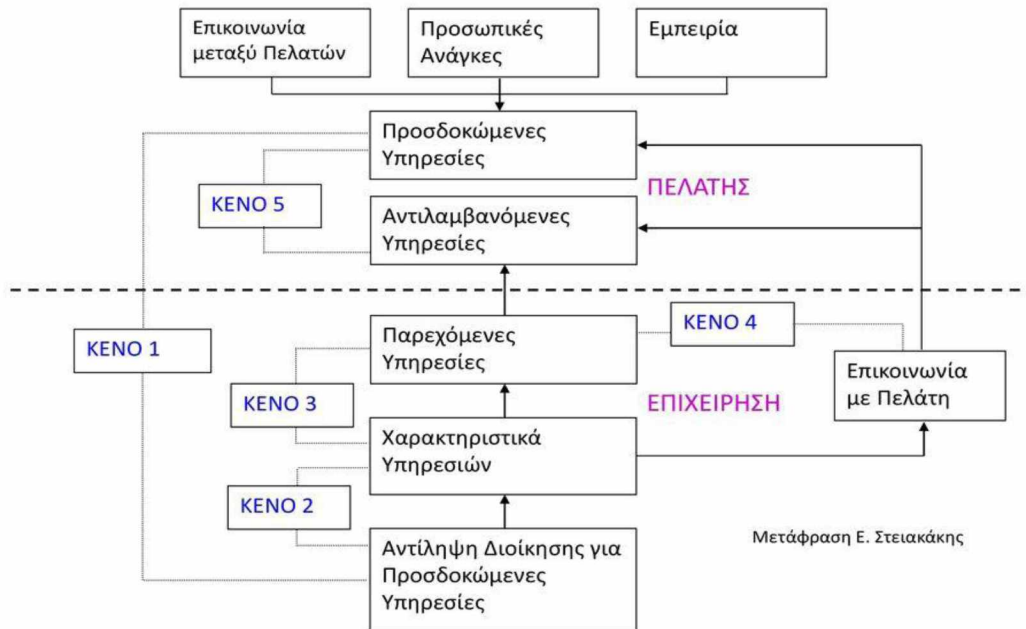 Επικοινωνία
μεταξύ Πελατών
Προσωπικές
Ανάγκες
Εμπειρία
Προσδοκώμενες
Υπηρεσίες
ΚΕΝΟ 5
ΠΕΛΑΤΗΣ
Αντιλαμβανόμενες
Υπηρεσίες
ΚΕΝΟ 1
Παρεχόμενες
Υπηρεσίες
ΚΕΝΟ 4
Επικοινωνία
με Πελάτη
ΚΕΝΟ 3
ΕΠΙΧΕΙΡΗΣΗ
Χαρακτηριστικά
Υπηρεσιών
ΚΕΝΟ 2
Αντίληψη Διοίκησης για
Προσδοκώμενες
Υπηρεσίες
Μετάφραση Ε. Στειακάκης